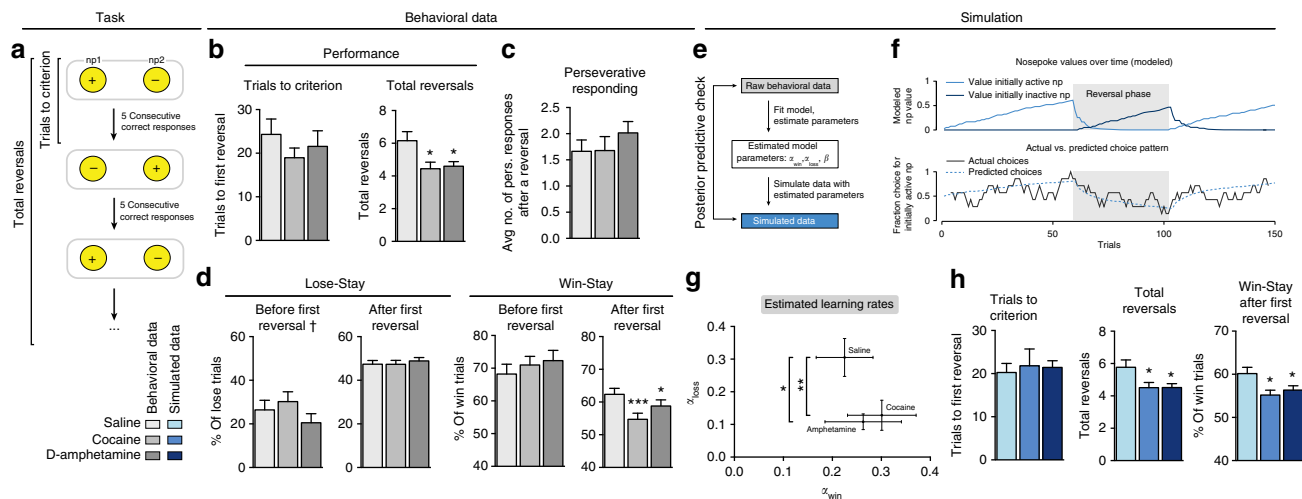 Task
Behavioral data
Simulation
a
Total reversals
Trials to criterion
np1
np2
+
−
5 Consecutive
correct responses
−
+
5 Consecutive
correct responses
+
−
...
Behavioral data
Simulated data
Saline
Cocaine
D-amphetamine
b
Performance
Trials to criterion
Trials to first reversal
30
20
10
0
Total reversals
Total reversals
8
6
4
2
0
*
*
c
Perseverative
responding
Avg no. of pers. responses
after a reversal
2.5
2.0
1.5
1.0
0.5
0.0
d
Lose-Stay
Before first
reversal †
% Of lose trials
60
40
20
0
After first
reversal
60
40
20
0
Win-Stay
Before first
reversal
% Of win trials
80
70
60
50
40
After first
reversal
80
70
60
50
40
***
*
e
Posterior predictive check
Raw behavioral data
Fit model,
estimate parameters
Estimated model
parameters: αwin,αloss, β
Simulate data with
estimated parameters
Simulated data
f
Nosepoke values over time (modeled)
Modeled
np value
1
0.5
0
Value initially active np
Value initially inactive np
Reversal phase
Actual vs. predicted choice pattern
Fraction choice for
initially active np
1
0.5
0
Actual choices
Predicted choices
0
50
100
150
Trials
g
Estimated learning rates
αloss
0.4
0.3
0.2
0.1
0.0
Saline
*
**
Cocaine
Amphetamine
0.0
0.1
0.2
0.3
0.4
αwin
h
Trials to
criterion
Trials to first reversal
30
20
10
0
Total
reversals
Total reversals
8
6
4
2
0
*
*
Win-Stay
after first
reversal
% Of win trials
70
60
50
40
*
*